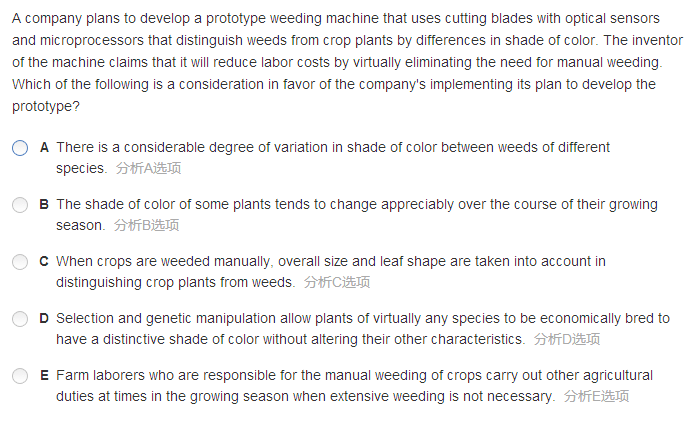 A company plans to develop a prototype weeding machine that uses cutting blades with optical sensors
and microprocessors that distinguish weeds from crop plants by differences in shade of color. The inventor
of the machine claims that it will reduce labor costs by virtually eliminating the need for manual weeding.
Which of the following is a consideration in favor of the company's implementing its plan to develop the
prototype?
A There is a considerable degree of variation in shade of color between weeds of different
species. 分析A选项
B The shade of color of some plants tends to change appreciably over the course of their growing
season. 分析B选项
C When crops are weeded manually, overall size and leaf shape are taken into account in
distinguishing crop plants from weeds. 分析C选项
D Selection and genetic manipulation allow plants of virtually any species to be economically bred to
have a distinctive shade of color without altering their other characteristics. 分析D选项
E Farm laborers who are responsible for the manual weeding of crops carry out other agricultural
duties at times in the growing season when extensive weeding is not necessary. 分析E选项